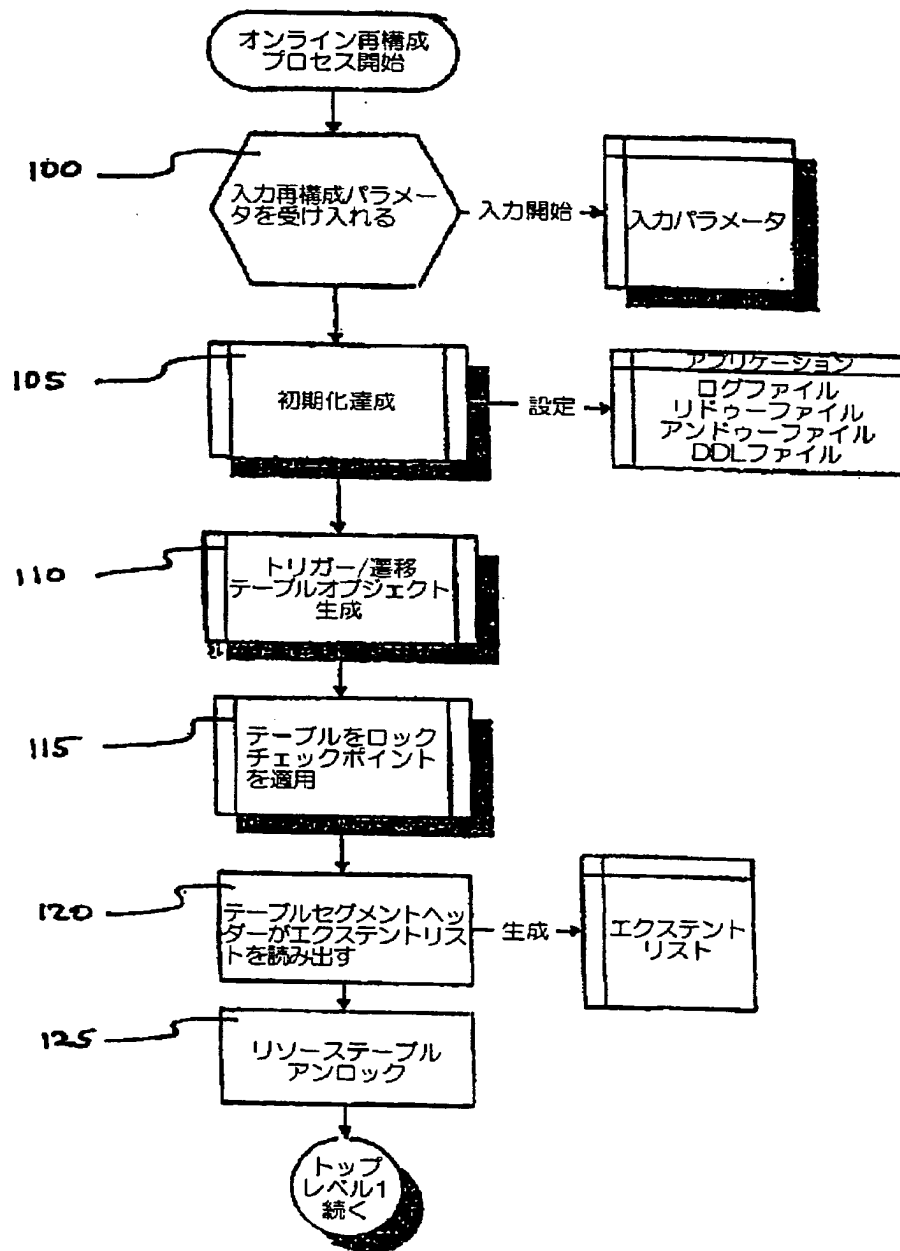 オンライン再構成
プロセス開始
100
入力再構成パラメー
タを受け入れる
入力開始
入力パラメータ
105
初期化達成
設定
アプリケーション
ログファイル
リドゥーファイル
アンドゥーファイル
DDLファイル
110
トリガー/遷移
テーブルオブジェクト
生成
115
テーブルをロック
チェックポイント
を適用
120
テーブルセグメントヘッ
ダーがエクステントリス
トを読み出す
生成
エクステント
リスト
125
リソーステーブル
アンロック
トップ
レベル1
続く